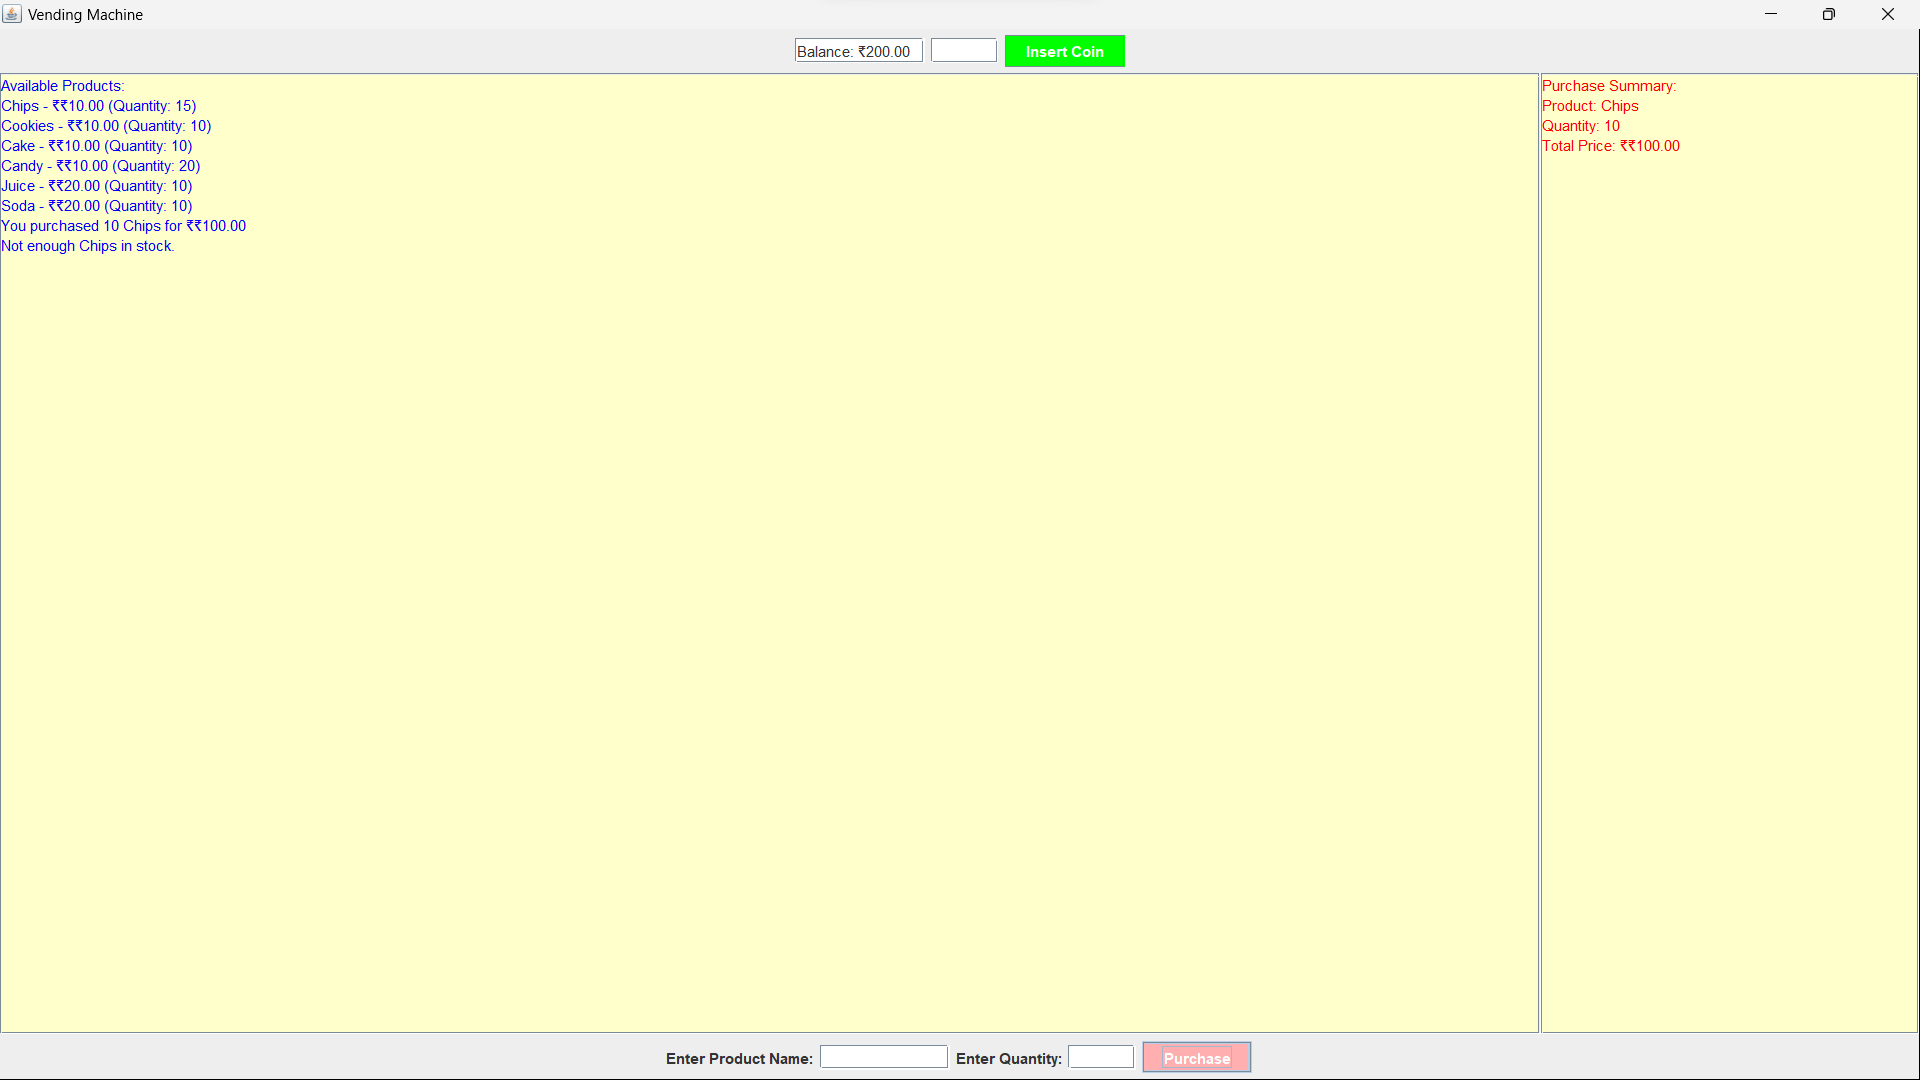 Vending Machine
Balance: ₹200.00
Insert Coin
Available Products:
Chips - ₹₹10.00 (Quantity: 15)
Cookies - ₹₹10.00 (Quantity: 10)
Cake - ₹₹10.00 (Quantity: 10)
Candy - ₹₹10.00 (Quantity: 20)
Juice - ₹₹20.00 (Quantity: 10)
Soda - ₹₹20.00 (Quantity: 10)
You purchased 10 Chips for ₹₹100.00
Not enough Chips in stock.
Purchase Summary:
Product: Chips
Quantity: 10
Total Price: ₹₹100.00
Enter Product Name:
Enter Quantity:
Purchase